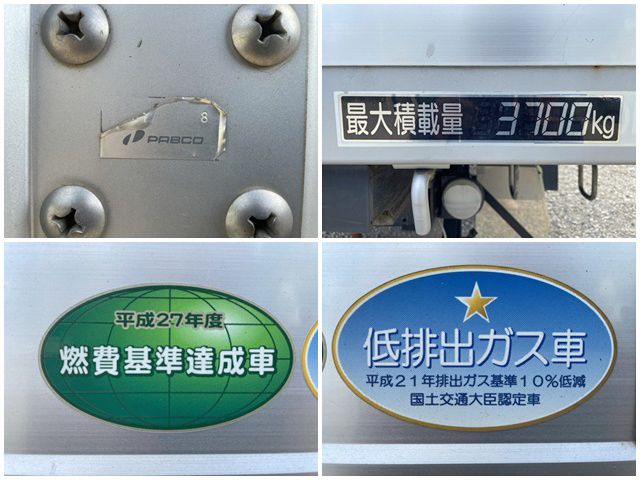 8
PABCO
最大積載量 3700kg
平成27年度
燃費基準達成車
低排出ガス車
平成21年排出ガス基準10%低減
国土交通大臣認定車